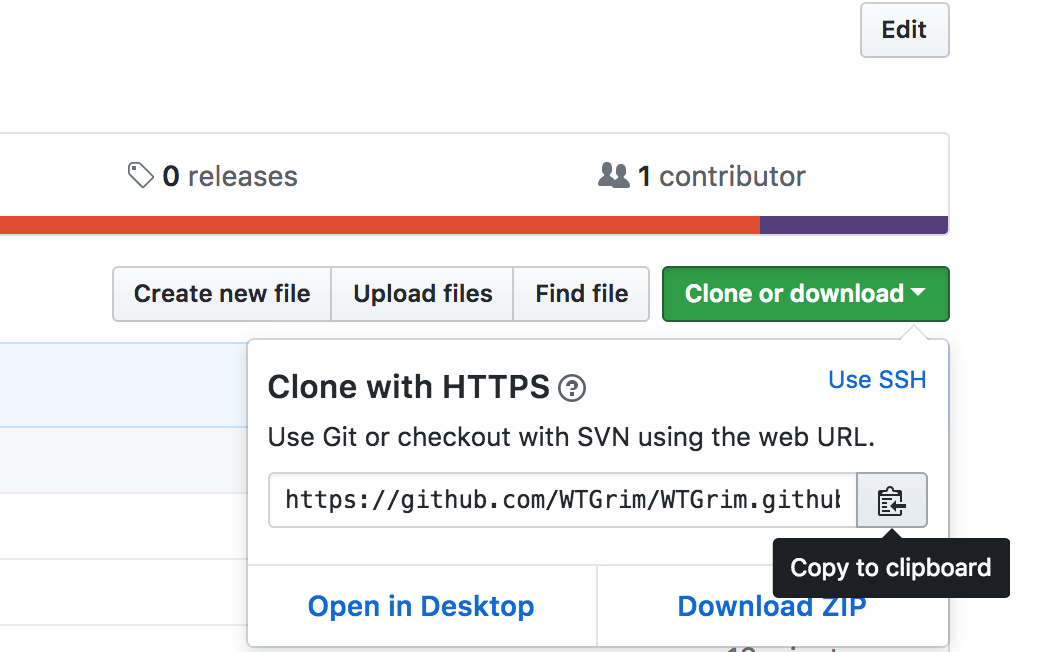 Edit
0 releases
1 contributor
Create new file
Upload files
Find file
Clone or download
Clone with HTTPS
Use SSH
Use Git or checkout with SVN using the web URL.
https://github.com/WTGrim/WTGrim.github
Copy to clipboard
Open in Desktop
Download ZIP